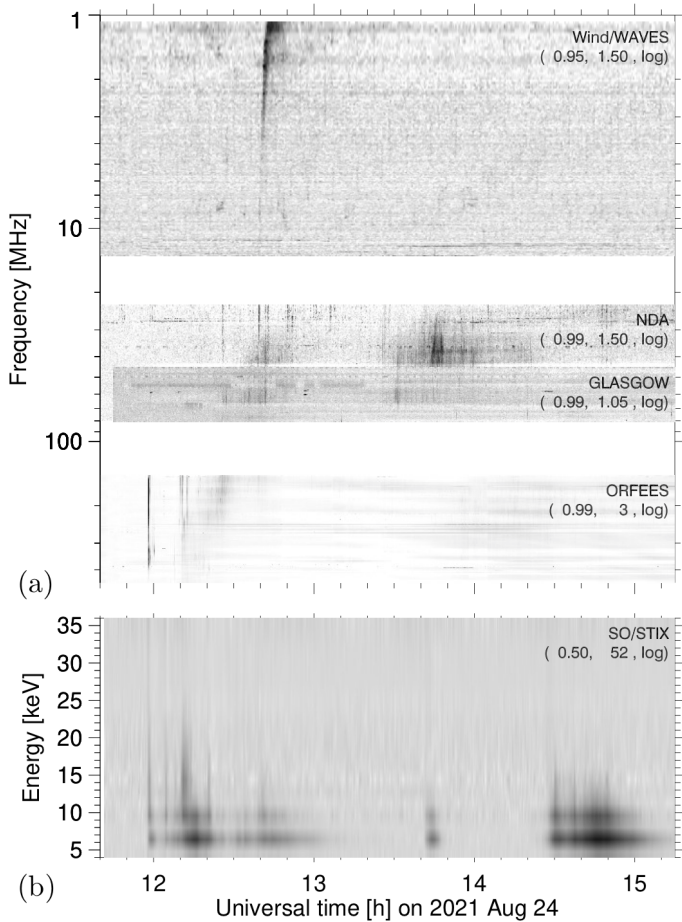 1
Wind/WAVES
( 0.95, 1.50 , log)
10
NDA
( 0.99, 1.50 , log)
GLASGOW
( 0.99, 1.05 , log)
100
ORFEES
( 0.99, 3 , log)
Frequency [MHz]
(a)
35
SO/STIX
( 0.50, 52 , log)
30
25
20
15
10
5
Energy [keV]
(b)
12 13 14 15
Universal time [h] on 2021 Aug 24